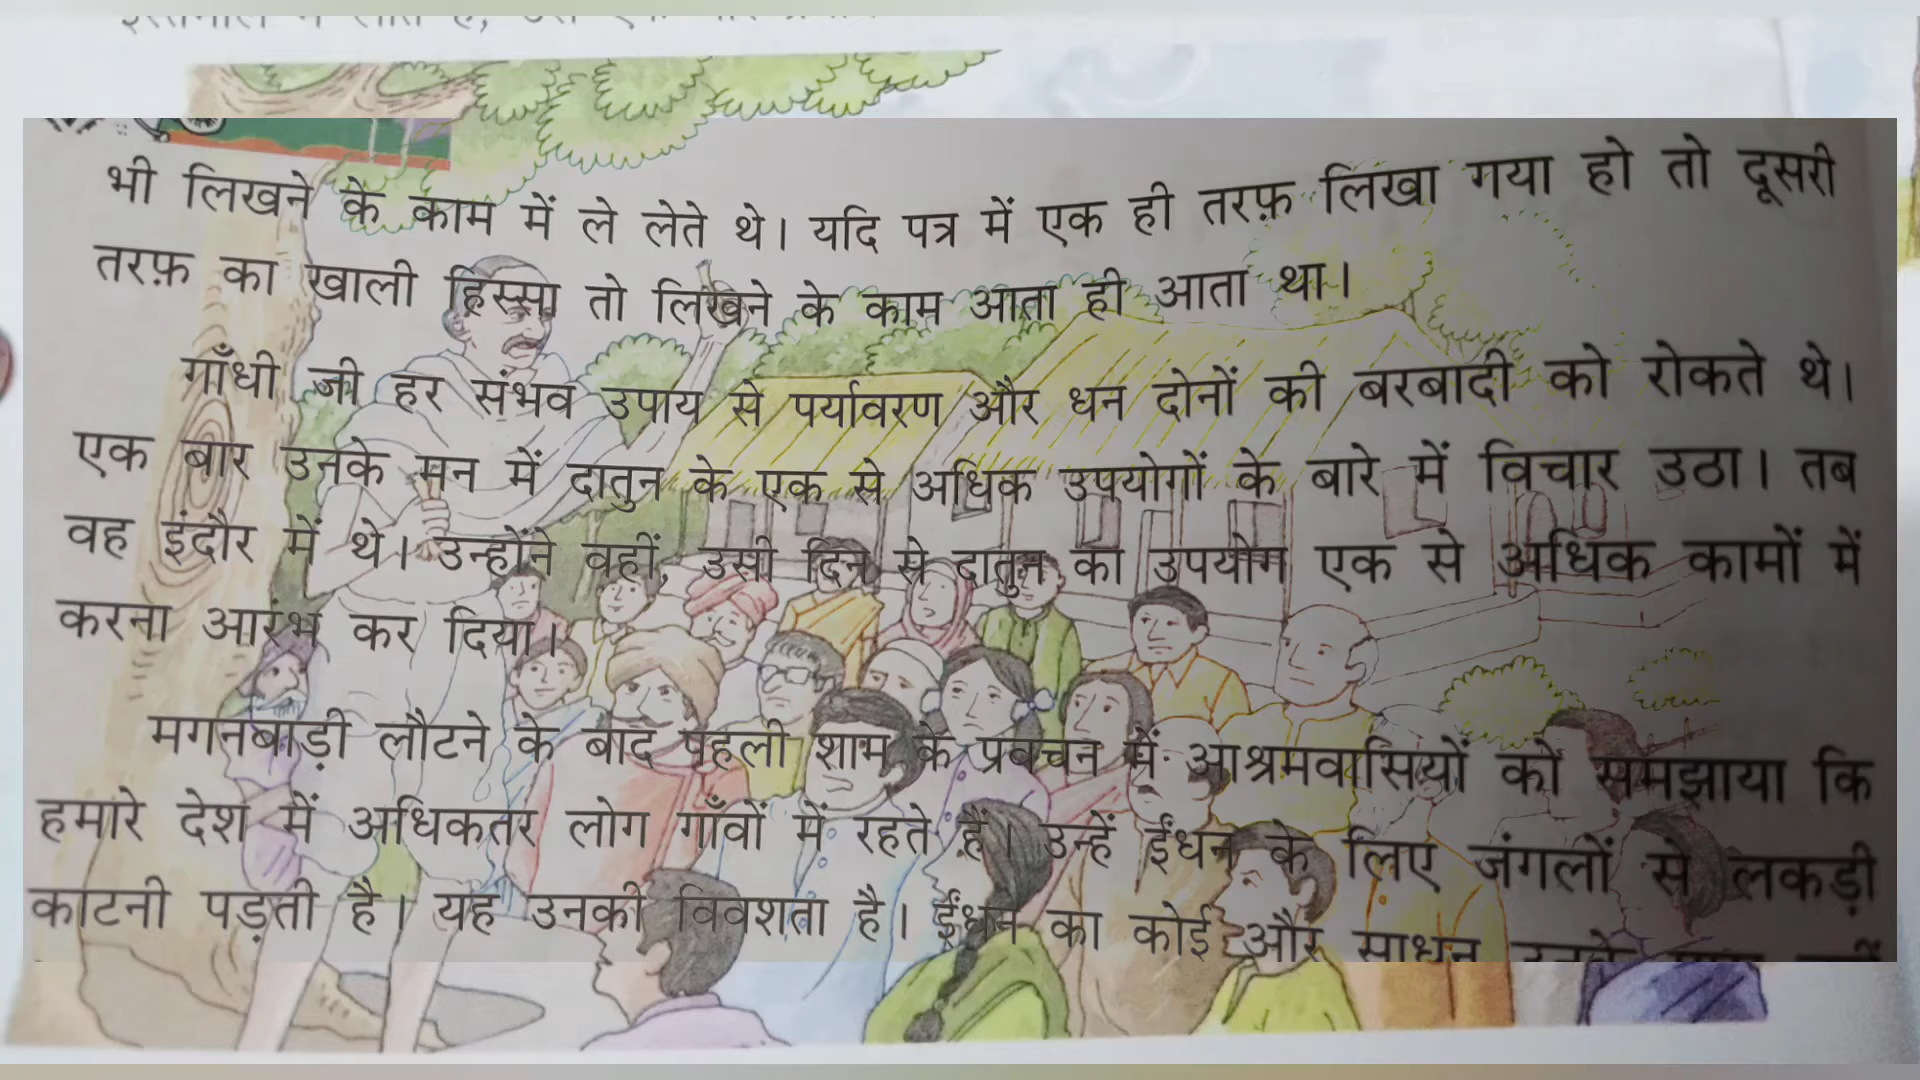 भी लिखने के काम में ले लेते थे। यदि पत्र में एक ही तरफ़ लिखा गया हो तो दूसरी
तरफ़ का खाली हिस्सा तो लिखने के काम आता ही आता था।
गाँधी जी हर संभव उपाय से पर्यावरण और धन दोनों की बरबादी को रोकते थे।
एक बार उनके मन में दातुन के एक से अधिक उपयोगों के बारे में विचार उठा। तब
वह इंदौर में थे। उन्होंने वहीं, उसी दिन से दातुन का उपयोग एक से अधिक कामों में
करना आरंभ कर दिया।
मगनबाड़ी लौटने के बाद पहली शाम के प्रवचन में आश्रमवासियों को समझाया कि
हमारे देश में अधिकतर लोग गाँवों में रहते हैं। उन्हें ईंधन के लिए जंगलों से लकड़ी
काटनी पड़ती है। यह उनकी विवशता है। ईंधन का कोई और साधन